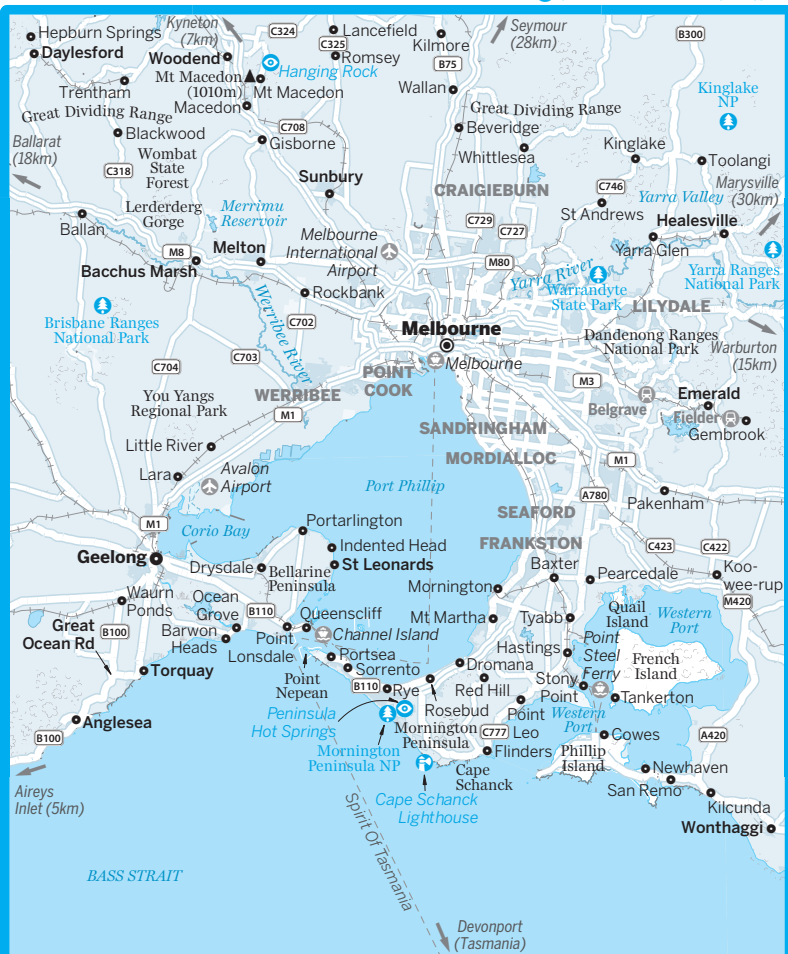 Kyneton
(7km)
C324
Lancefield
Seymour
(28km)
B300
Hepburn Springs
Daylesford
Woodend
C325
Romsey
Kilmore
Mt Macedon
(1010m)
Hanging Rock
B75
Trentham
Mt Macedon
Wallan
Kinglake
NP
Great Dividing Range
Macedon
Great Dividing Range
Ballarat
(18km)
Blackwood
C708
Gisborne
Beveridge
Whittlesea
Kinglake
Toolangi
C318
Wombat
State
Forest
Sunbury
CRAIGIEBURN
C746
Yarra Valley
Marysville
(30km)
Lerderderg
Gorge
Merrimu
Reservoir
St Andrews
Healesville
Ballan
C729
C727
M8
Melton
Melbourne
International
Airport
M80
Yarra Glen
Bacchus Marsh
Yarra River
Warrandyte
State Park
Yarra Ranges
National Park
Rockbank
LILYDALE
Brisbane Ranges
National Park
Werribee River
C702
Melbourne
Dandenong Ranges
National Park
Warburton
(15km)
C703
C704
Melbourne
POINT
COOK
M3
You Yangs
Regional Park
WERRIBEE
M1
Belgrave
Emerald
Fielder
Gembrook
Little River
SANDRINGHAM
MORDIALLOC
M1
Lara
Avalon
Airport
Port Phillip
A780
Pakenham
M1
Corio Bay
Portarlington
SEAFORD
Geelong
Indented Head
FRANKSTON
C423
C422
Drysdale
Bellarine
Peninsula
St Leonards
Baxter
Pearcedale
Koo-
wee-rup
Waurn
Ponds
Ocean
Grove
Mornington
M420
B110
Queenscliff
Mt Martha
Tyabb
Quail
Island
Western
Port
Great
Ocean Rd
B100
Barwon
Heads
Point
Lonsdale
Channel Island
Hastings
Point
Steel
Ferry
French
Island
Portsea
Dromana
Torquay
Point
Nepean
Sorrento
Stony
Point
B110
Rye
Red Hill
Tankerton
Peninsula
Hot Springs
Rosebud
Point
Leo
Western
Port
Anglesea
Mornington
Peninsula
C777
Cowes
B100
Mornington
Peninsula NP
Flinders
Phillip
Island
A420
Cape
Schanck
Newhaven
Aireys
Inlet (5km)
San Remo
Cape Schanck
Lighthouse
Kilcunda
Wonthaggi
Spirit Of Tasmania
BASS STRAIT
Devonport
(Tasmania)